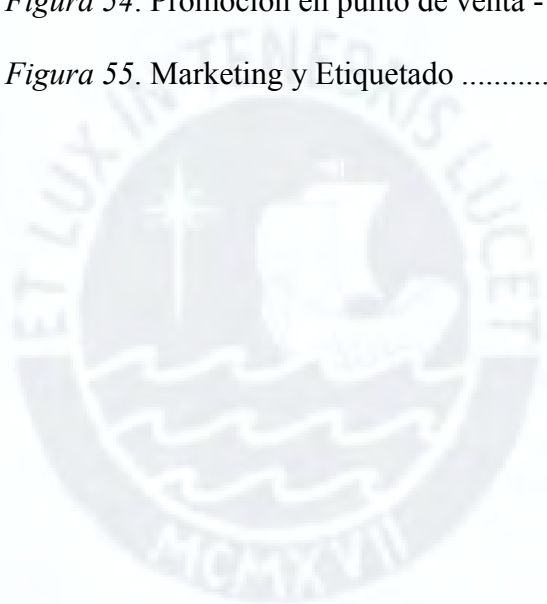 Figura 54. Promoción en punto de venta -
Figura 55. Marketing y Etiquetado ...........
ET LUX IN TENEBRIS LUCET
MCMXVII